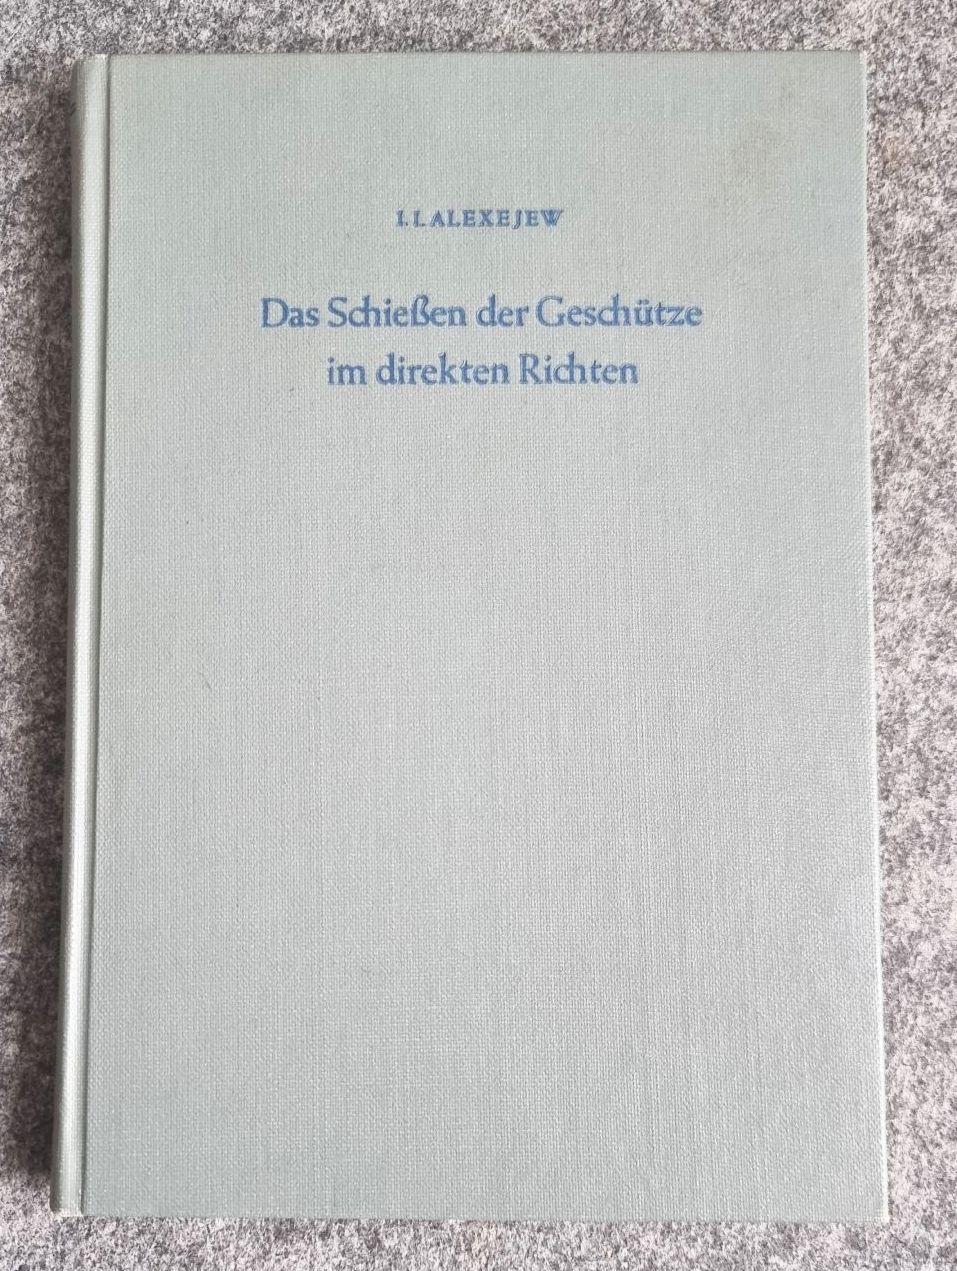 I. I. ALEXEJEW
Das Schießen der Geschütze
im direkten Richten